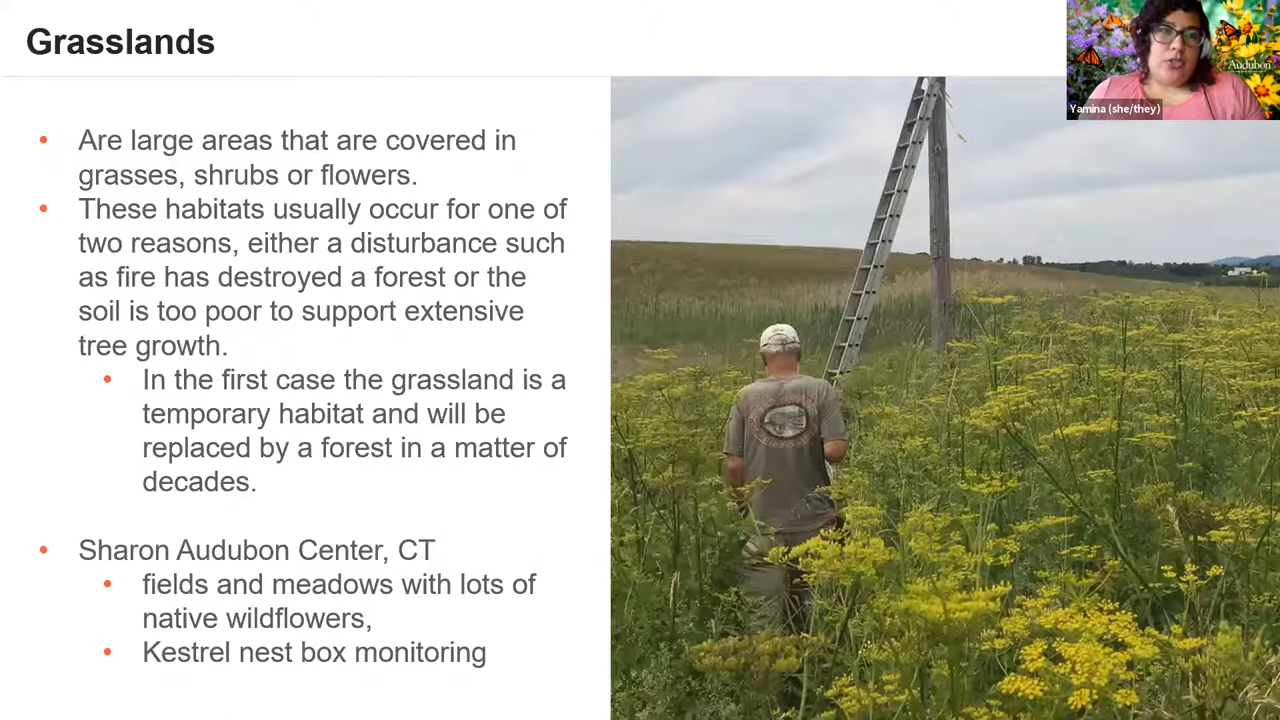 Grasslands
Audubon
Yamina (she/they)
• Are large areas that are covered in
grasses, shrubs or flowers.
• These habitats usually occur for one of
two reasons, either a disturbance such
as fire has destroyed a forest or the
soil is too poor to support extensive
tree growth.
• In the first case the grassland is a
temporary habitat and will be
replaced by a forest in a matter of
decades.
• Sharon Audubon Center, CT
• fields and meadows with lots of
native wildflowers,
• Kestrel nest box monitoring